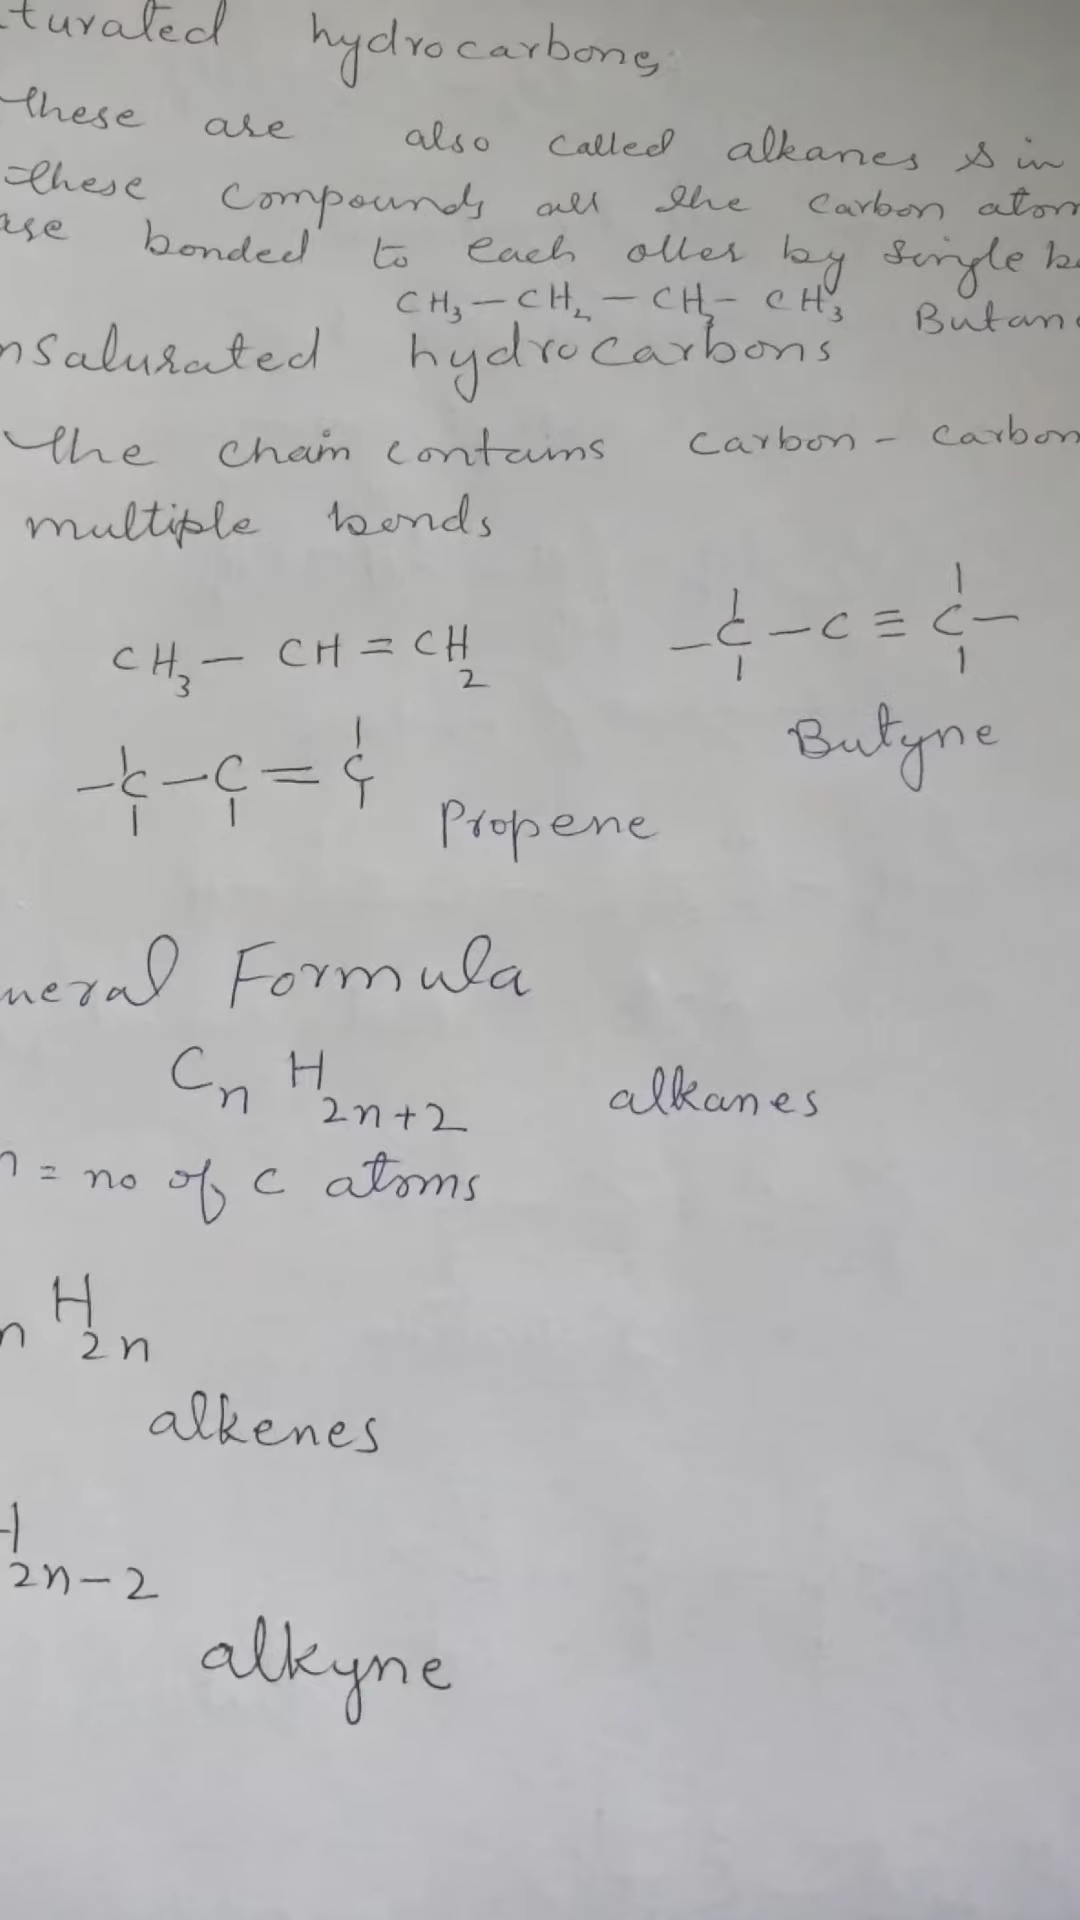 turated hydrocarbons
these are also called alkanes & in
these compounds all the carbon atom
are bonded to each other by single b
CH₃-CH₂-CH₂-CH₃ Butan
nsaturated hydrocarbons
the chain contains carbon-carbon
multiple bonds
CH₃-CH=CH₂
-C-C≡C-
Butyne
-C-C=C
Propene
neral Formula
CₙH₂ₙ₊₂ alkanes
n = no of c atoms
n H₂ₙ
alkenes
H₂ₙ₋₂
alkyne